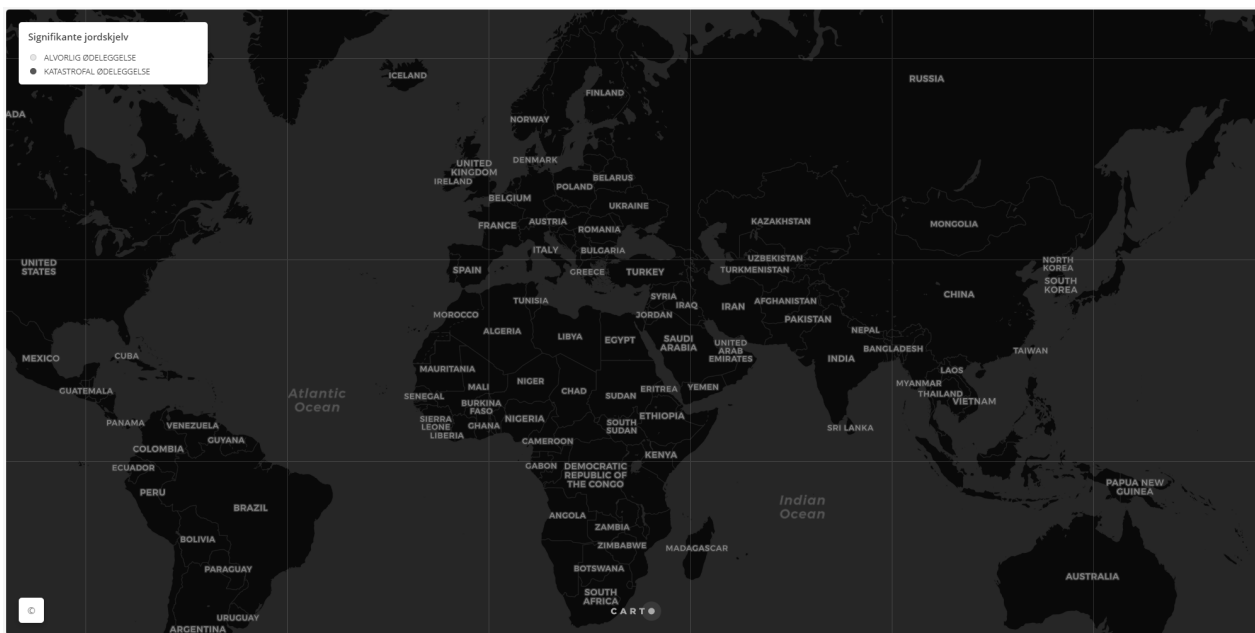 Signifikante jordskjelv
ALVORLIG ØDELEGGELSE
KATASTROFAL ØDELEGGELSE
ICELAND
RUSSIA
FINLAND
ADA
NORWAY
DENMARK
UNITED
KINGDOM
IRELAND
BELARUS
POLAND
BELGIUM
UKRAINE
FRANCE
AUSTRIA
ROMANIA
KAZAKHSTAN
MONGOLIA
ITALY
BULGARIA
UZBEKISTAN
TURKMENISTAN
NORTH
KOREA
UNITED
STATES
SPAIN
GREECE
TURKEY
SOUTH
KOREA
CHINA
TUNISIA
SYRIA
IRAQ
IRAN
AFGHANISTAN
MOROCCO
JORDAN
PAKISTAN
ALGERIA
LIBYA
EGYPT
SAUDI
ARABIA
UNITED
ARAB
EMIRATES
NEPAL
BANGLADESH
INDIA
TAIWAN
MEXICO
CUBA
MAURITANIA
LAOS
MYANMAR
GUATEMALA
MALI
NIGER
CHAD
SUDAN
ERITREA
YEMEN
THAILAND
VIETNAM
Atlantic
Ocean
SENEGAL
BURKINA
FASO
SIERRA
LEONE
LIBERIA
GHANA
NIGERIA
SOUTH
SUDAN
ETHIOPIA
SRI LANKA
PANAMA
VENEZUELA
GUYANA
COLOMBIA
CAMEROON
KENYA
ECUADOR
GABON
DEMOCRATIC
REPUBLIC OF
THE CONGO
PAPUA NEW
GUINEA
PERU
BRAZIL
Indian
Ocean
ANGOLA
ZAMBIA
BOLIVIA
ZIMBABWE
MADAGASCAR
PARAGUAY
BOTSWANA
AUSTRALIA
SOUTH
AFRICA
©
CARTO
URUGUAY
ARGENTINA